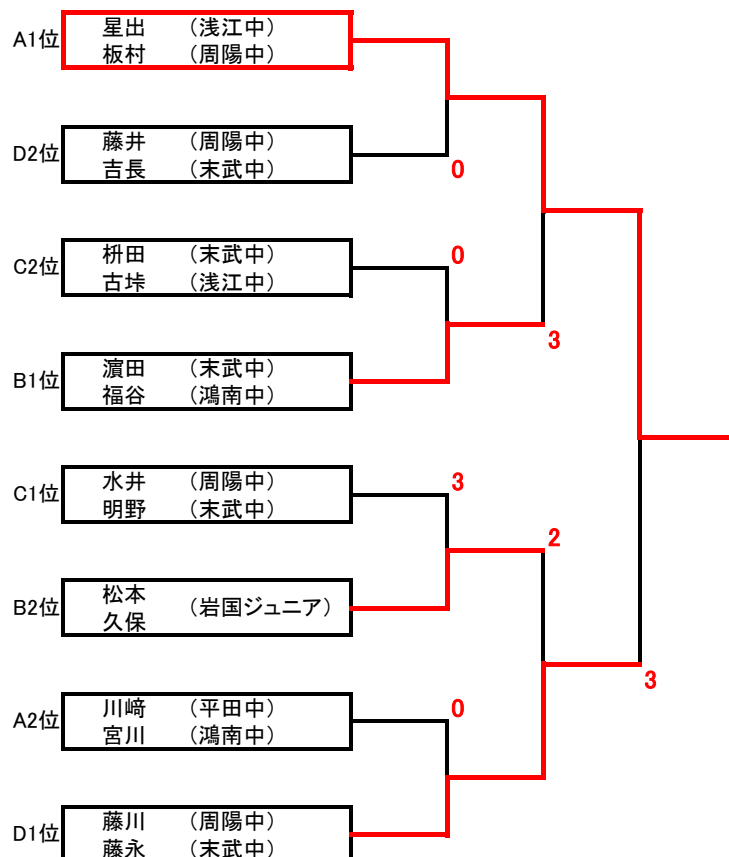 A1位 星出 （浅江中）
板村 （周陽中）
D2位 藤井 （周陽中）
吉長 （末武中）
0
C2位 枡田 （末武中）
古垰 （浅江中）
0
3
B1位 濵田 （末武中）
福谷 （鴻南中）
C1位 水井 （周陽中）
明野 （末武中）
3
2
B2位 松本
久保
（岩国ジュニア）
A2位 川﨑 （平田中）
宮川 （鴻南中）
0
3
D1位 藤川 （周陽中）
藤永 （末武中）